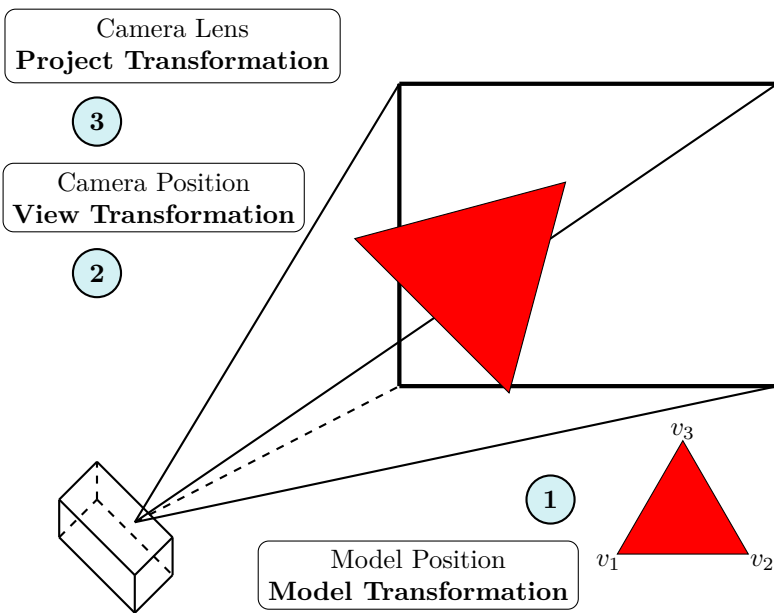 Camera Lens
Project Transformation
3
Camera Position
View Transformation
2
v3
1
v1
v2
Model Position
Model Transformation